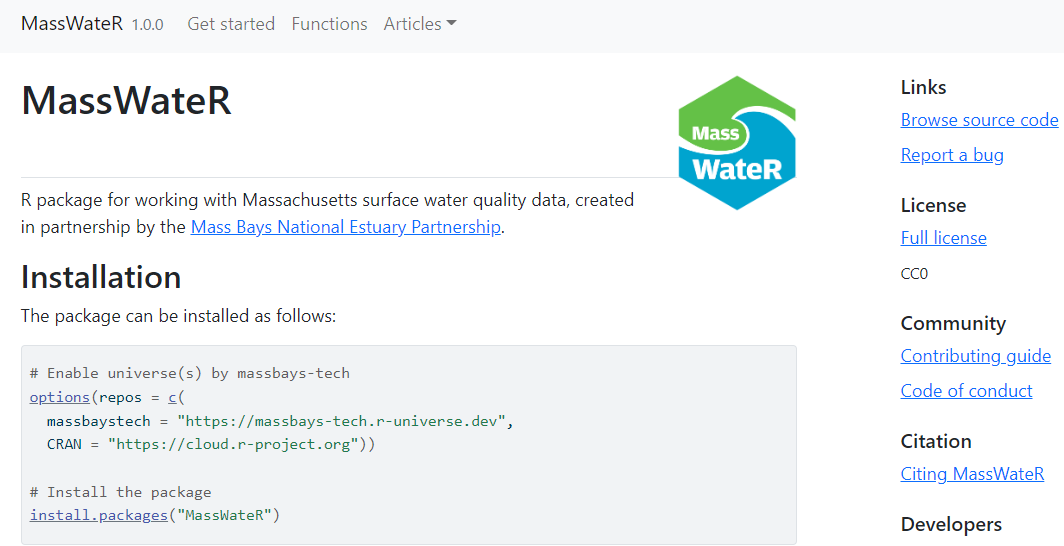 MassWateR 1.0.0 Get started Functions Articles
MassWateR
Mass
WateR
R package for working with Massachusetts surface water quality data, created
in partnership by the Mass Bays National Estuary Partnership.
Installation
The package can be installed as follows:
# Enable universe(s) by massbays-tech
options(repos = c(
  massbaystech = "https://massbays-tech.r-universe.dev",
  CRAN = "https://cloud.r-project.org"))
# Install the package
install.packages("MassWateR")
Links
Browse source code
Report a bug
License
Full license
CC0
Community
Contributing guide
Code of conduct
Citation
Citing MassWateR
Developers